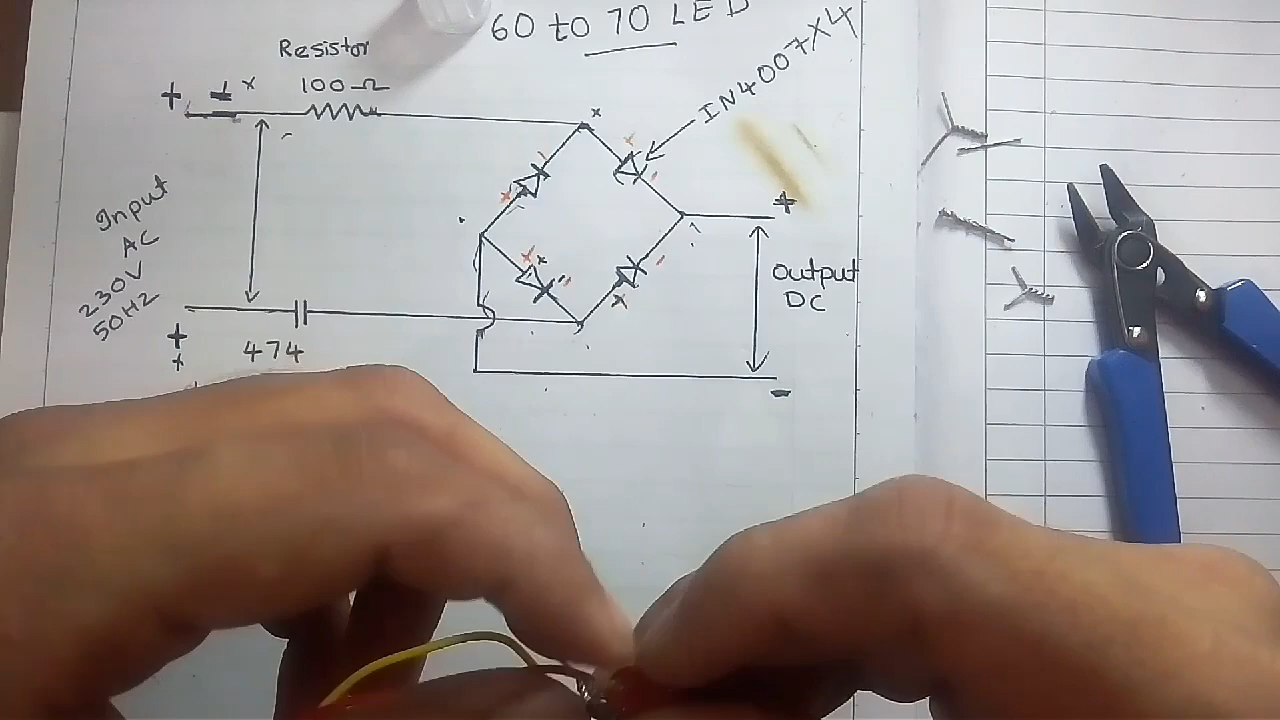 60 to 70 LED
Resistor
100Ω
IN4007X4
Input
AC
230V
50HZ
474
output
DC